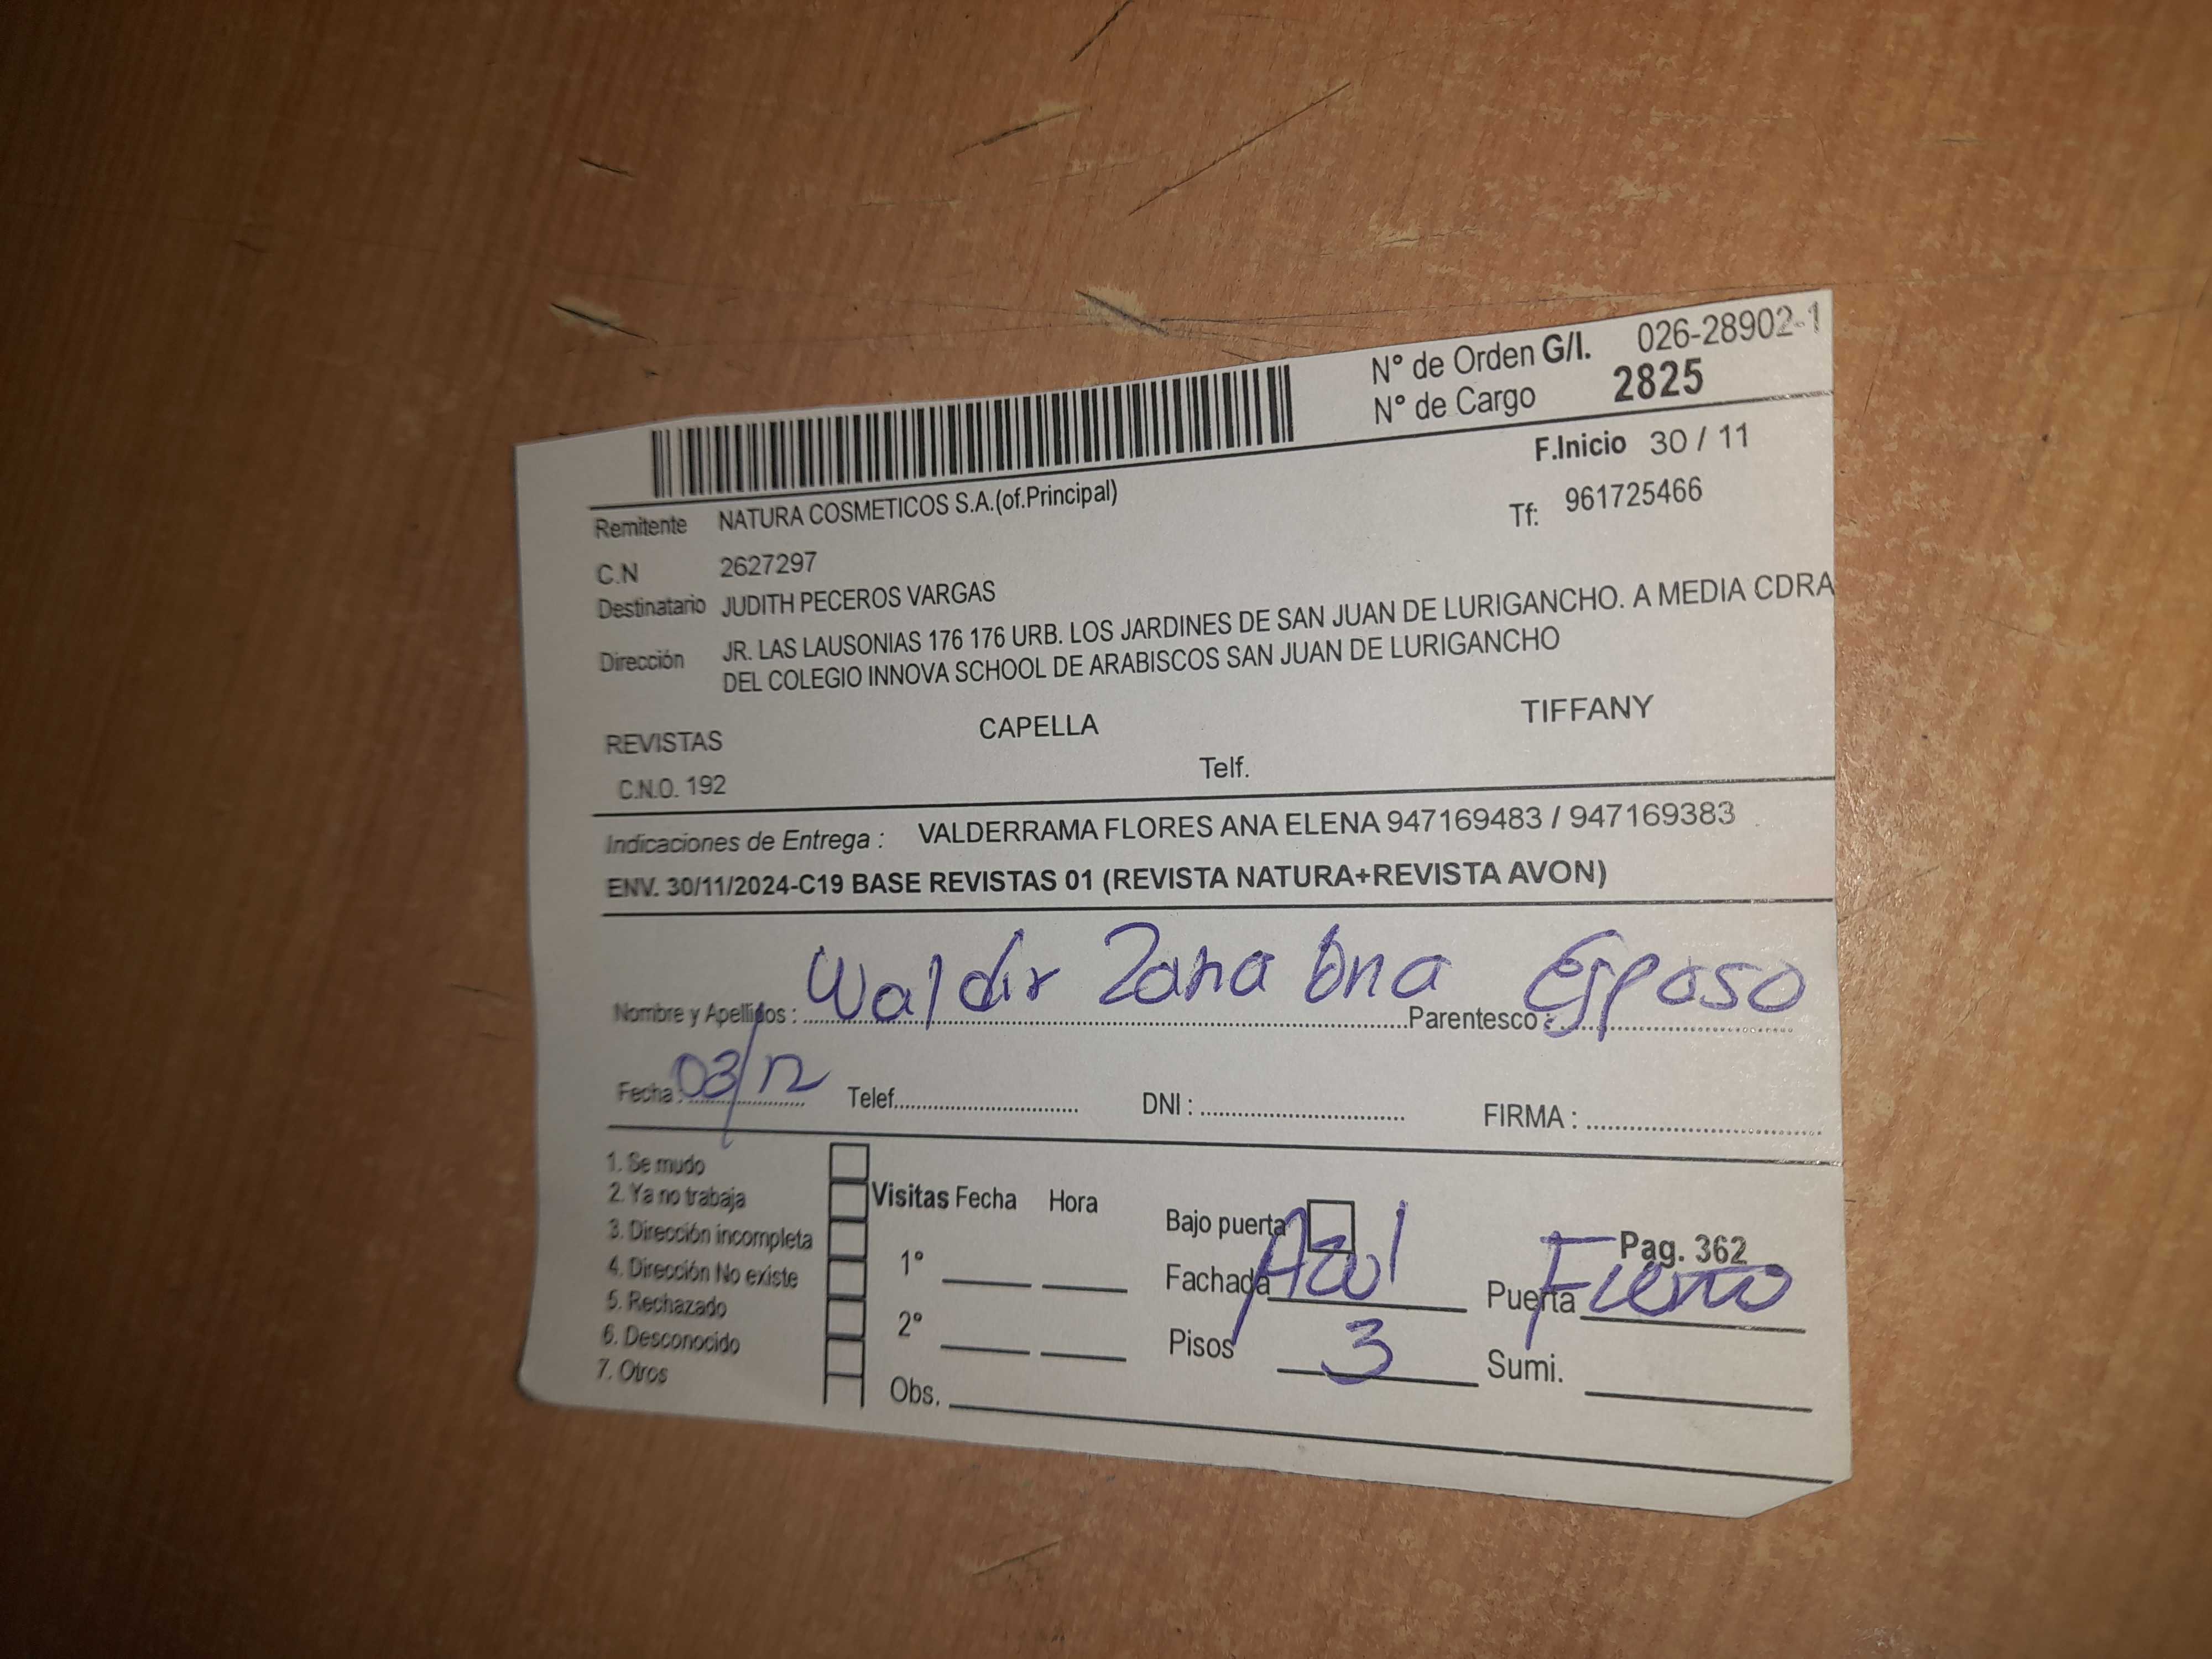 N° de Orden G/I. 026-28902-1
N° de Cargo 2825
F.Inicio 30 / 11
Remitente NATURA COSMETICOS S.A.(of.Principal)
Tf: 961725466
C.N 2627297
Destinatario JUDITH PECEROS VARGAS
Dirección JR. LAS LAUSONIAS 176 176 URB. LOS JARDINES DE SAN JUAN DE LURIGANCHO. A MEDIA CDRA
DEL COLEGIO INNOVA SCHOOL DE ARABISCOS SAN JUAN DE LURIGANCHO
REVISTAS CAPELLA TIFFANY
C.N.O. 192 Telf.
Indicaciones de Entrega : VALDERRAMA FLORES ANA ELENA 947169483 / 947169383
ENV. 30/11/2024-C19 BASE REVISTAS 01 (REVISTA NATURA+REVISTA AVON)
Nombre y Apellidos : Waldir Zana bna Parentesco : Esposo
Fecha : 03/12 Telef. DNI : FIRMA :
1. Se mudo
2. Ya no trabaja
3. Dirección incompleta
4. Dirección No existe
5. Rechazado
6. Desconocido
7. Otros
Visitas Fecha Hora
1°
2°
Obs.
Bajo puerta
Pag. 362
Fachada Azul Puerta Fierro
Pisos 3 Sumi.